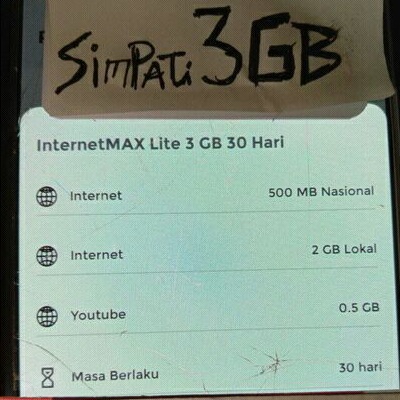 SimPATi 3GB
InternetMAX Lite 3 GB 30 Hari
Internet 500 MB Nasional
Internet 2 GB Lokal
Youtube 0.5 GB
Masa Berlaku 30 hari